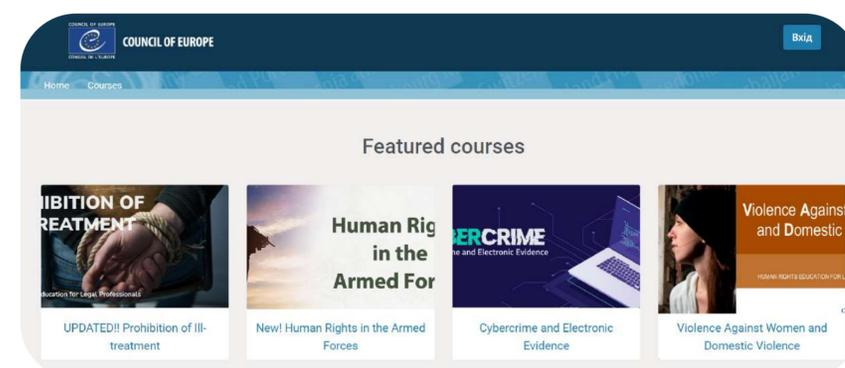 COUNCIL OF EUROPE
COUNCIL OF EUROPE
CONSEIL DE L'EUROPE
Вхід
Home Courses
Featured courses
IBITION OF
REATMENT
ducation for Legal Professionals
UPDATED!! Prohibition of Ill-
treatment
Human Rig
in the
Armed For
New! Human Rights in the Armed
Forces
BERCRIME
me and Electronic Evidence
Cybercrime and Electronic
Evidence
Violence Against
and Domestic
HUMAN RIGHTS EDUCATION FOR L
Violence Against Women and
Domestic Violence